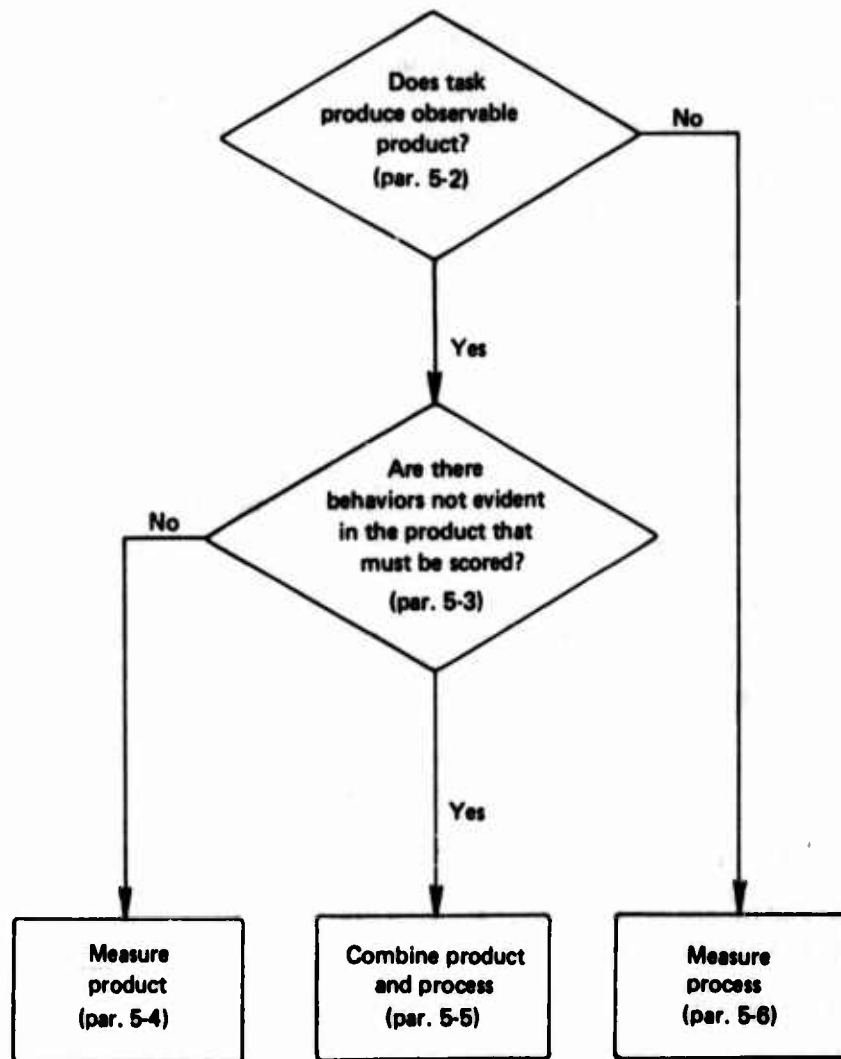 Does task
produce observable
product?
(par. 5-2)
No
Yes
Are there
behaviors not evident
in the product that
must be scored?
(par. 5-3)
No
Yes
Measure
product
(par. 5-4)
Combine product
and process
(par. 5-5)
Measure
process
(par. 5-6)